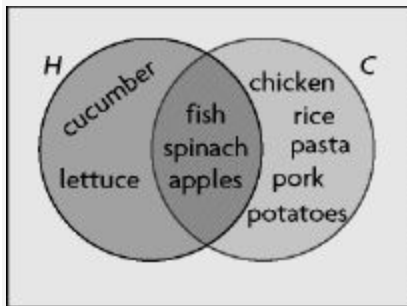 H
C
cucumber
lettuce
fish
spinach
apples
chicken
rice
pasta
pork
potatoes